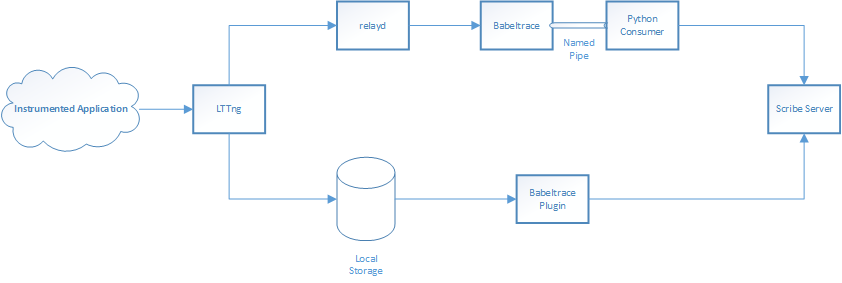 relayd
Babeltrace
Python
Consumer
Named
Pipe
Instrumented Application
LTTng
Scribe Server
Babeltrace
Plugin
Local
Storage